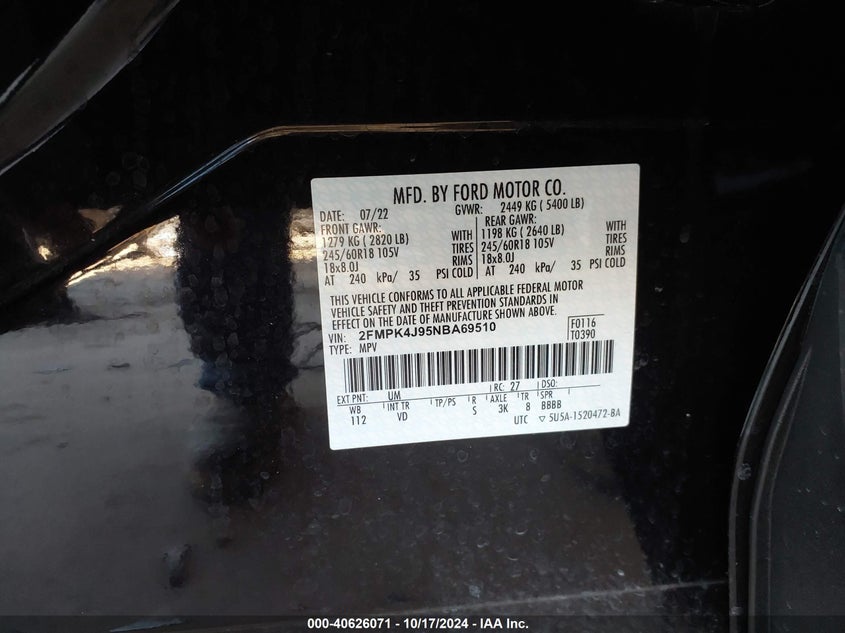 MFD. BY FORD MOTOR CO.
DATE: 07/22 GVWR: 2449 KG ( 5400 LB)
FRONT GAWR: REAR GAWR:
1279 KG ( 2820 LB) WITH 1198 KG ( 2640 LB) WITH
245/60R18 105V TIRES 245/60R18 105V TIRES
18x8.0J RIMS 18x8.0J RIMS
AT 240 kPa/ 35 PSI COLD AT 240 kPa/ 35 PSI COLD
THIS VEHICLE CONFORMS TO ALL APPLICABLE FEDERAL MOTOR
VEHICLE SAFETY AND THEFT PREVENTION STANDARDS IN
EFFECT ON THE DATE OF MANUFACTURE SHOWN ABOVE.
VIN: 2FMPK4J95NBA69510 F0116
TYPE: MPV T0390
EXT PNT: UM RC: 27 DSO:
WB INT TR TP/PS R AXLE TR SPR
112 VD S 3K 8 BBBB
UTC ▽ 5U5A-1520472-BA
000-40626071 - 10/17/2024 - IAA Inc.